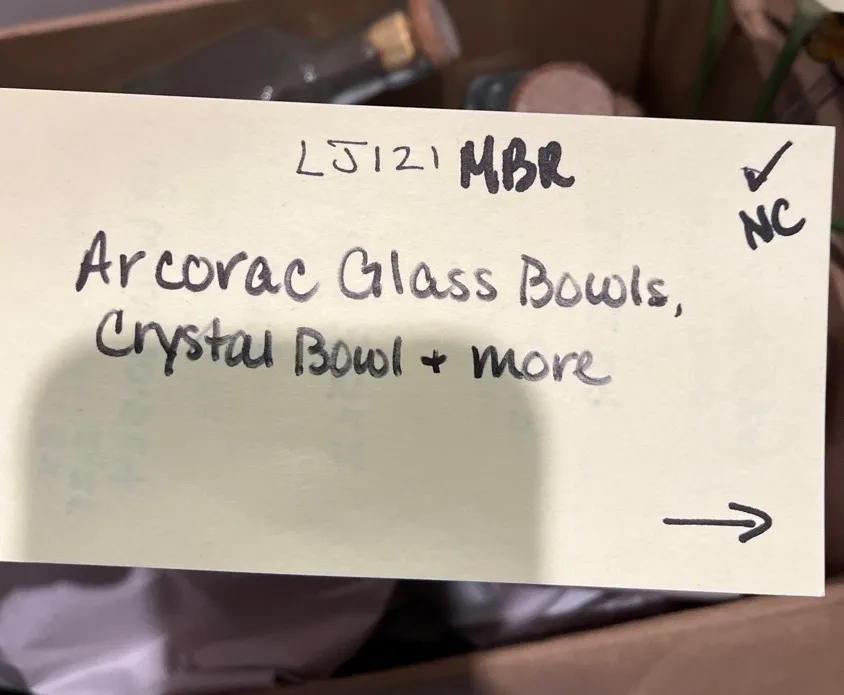 LJ121 MBR
✓
NC
Arcorac Glass Bowls,
Crystal Bowl + more
→